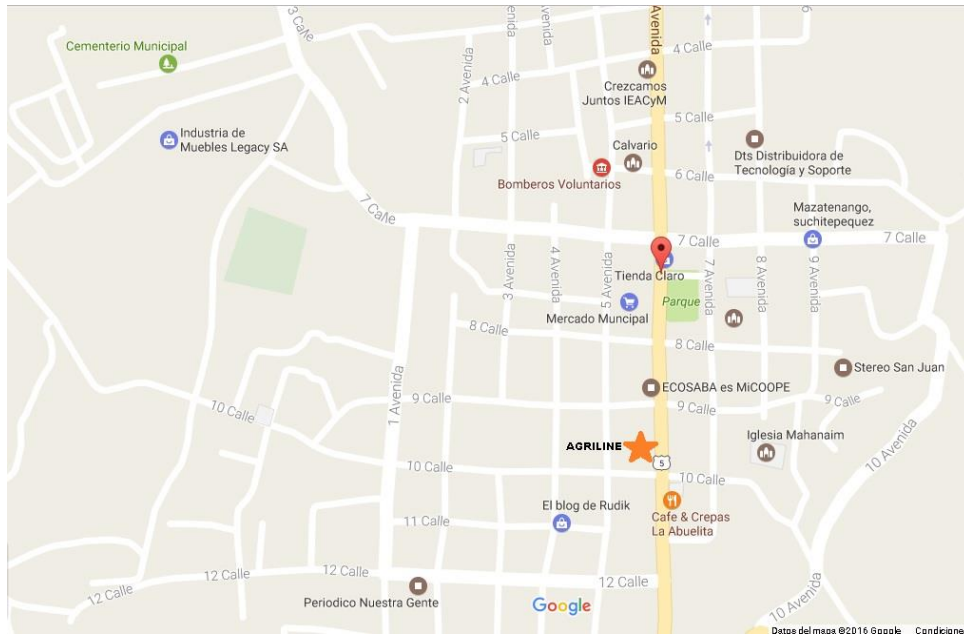 3 Calle
Avenida
6
Cementerio Municipal
4 Calle
2 Avenida
4 Calle
Crezcamos
Juntos IEACyM
Industria de
Muebles Legacy SA
5 Calle
5 Calle
Calvario
Dts Distribuidora de
Tecnología y Soporte
Bomberos Voluntarios
6 Calle
7 Calle
Mazatenango,
suchitepequez
7 Calle
7 Calle
3 Avenida
4 Avenida
5 Avenida
7 Avenida
8 Avenida
9 Avenida
Tienda Claro
Parque
Mercado Muncipal
8 Calle
8 Calle
Stereo San Juan
1 Avenida
ECOSABA es MiCOOPE
9 Calle
9 Calle
9 Calle
10 Calle
AGRILINE
Iglesia Mahanaim
10 Avenida
5
10 Calle
10 Calle
El blog de Rudik
Cafe & Crepas
La Abuelita
11 Calle
12 Calle
12 Calle
12 Calle
12 Calle
Periodico Nuestra Gente
Google
10 Avenida
Datos del mapa ©2016 Google Condicione